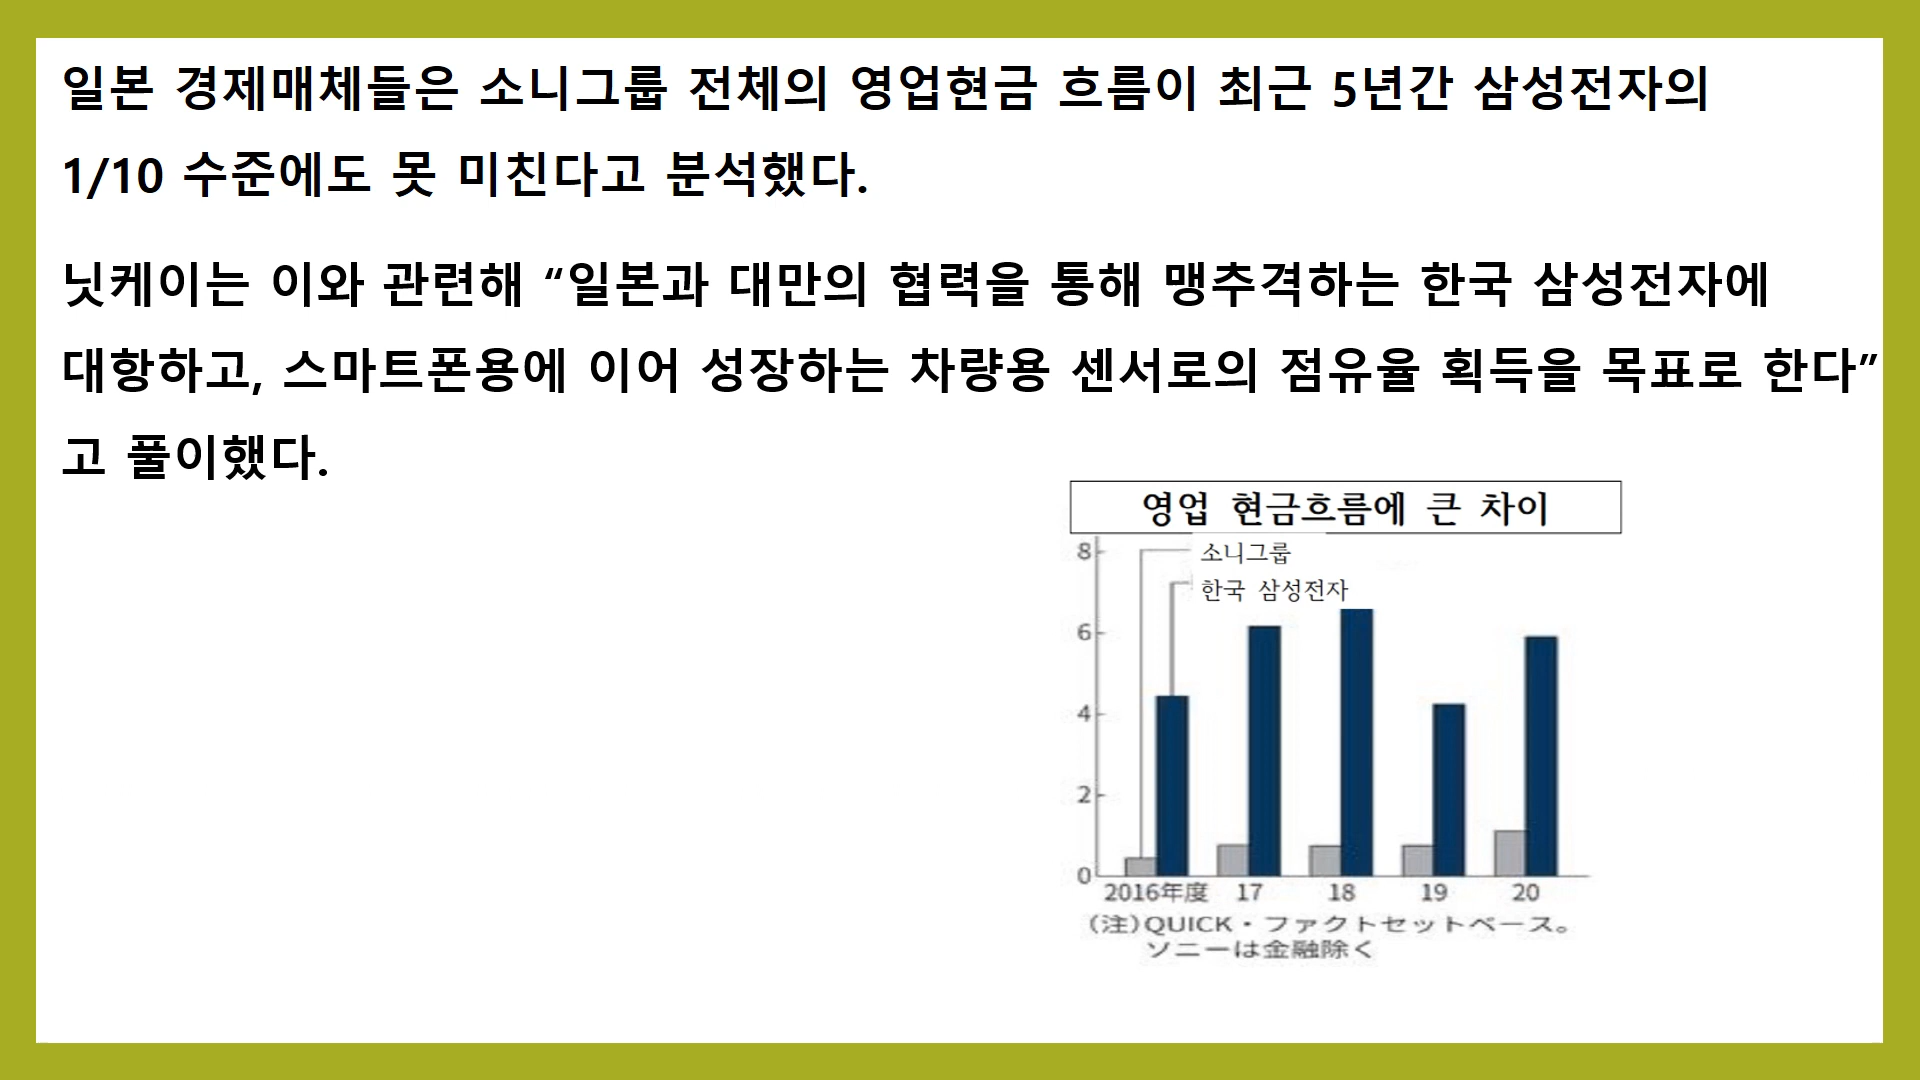 일본 경제매체들은 소니그룹 전체의 영업현금 흐름이 최근 5년간 삼성전자의
1/10 수준에도 못 미친다고 분석했다.
닛케이는 이와 관련해 “일본과 대만의 협력을 통해 맹추격하는 한국 삼성전자에
대항하고, 스마트폰용에 이어 성장하는 차량용 센서로의 점유율 획득을 목표로 한다”
고 풀이했다.
영업 현금흐름에 큰 차이
소니그룹
한국 삼성전자
8
6
4
2
0
2016年度 17 18 19 20
(注)QUICK・ファクトセットベース。
ソニーは金融除く